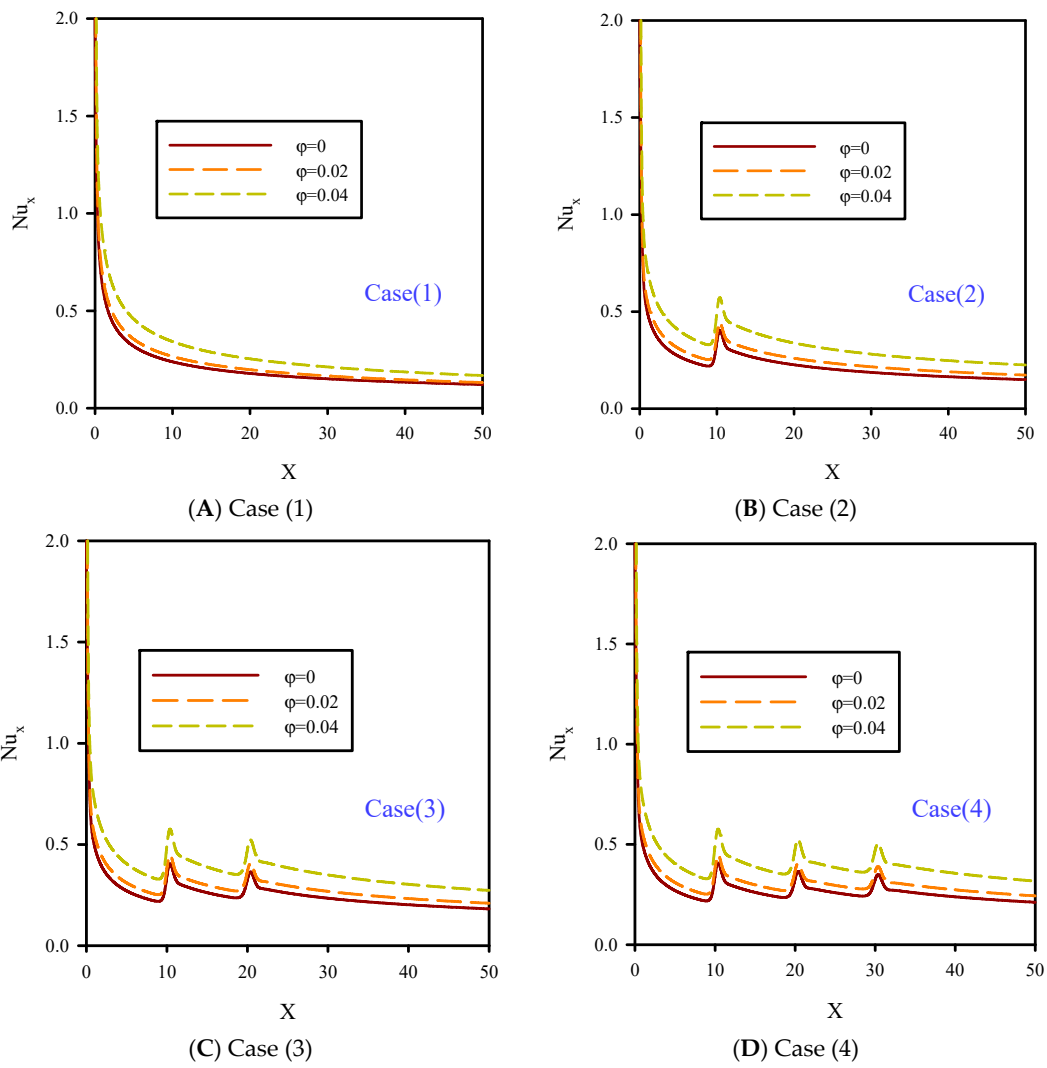 2.0
1.5
1.0
0.5
0.0
Nu_x
φ=0
φ=0.02
φ=0.04
Case(1)
0 10 20 30 40 50
X
(A) Case (1)
2.0
1.5
1.0
0.5
0.0
Nu_x
φ=0
φ=0.02
φ=0.04
Case(2)
0 10 20 30 40 50
X
(B) Case (2)
2.0
1.5
1.0
0.5
0.0
Nu_x
φ=0
φ=0.02
φ=0.04
Case(3)
0 10 20 30 40 50
X
(C) Case (3)
2.0
1.5
1.0
0.5
0.0
Nu_x
φ=0
φ=0.02
φ=0.04
Case(4)
0 10 20 30 40 50
X
(D) Case (4)